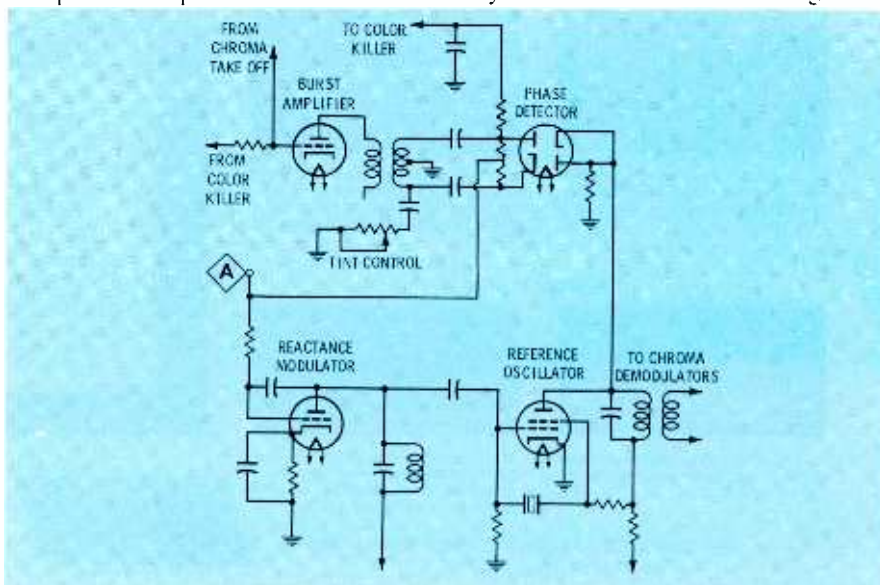 FROM
CHROMA
TAKE OFF
TO COLOR
KILLER
BURST
AMPLIFIER
PHASE
DETECTOR
FROM
COLOR
KILLER
TINT CONTROL
A
REACTANCE
MODULATOR
REFERENCE
OSCILLATOR
TO CHROMA
DEMODULATORS